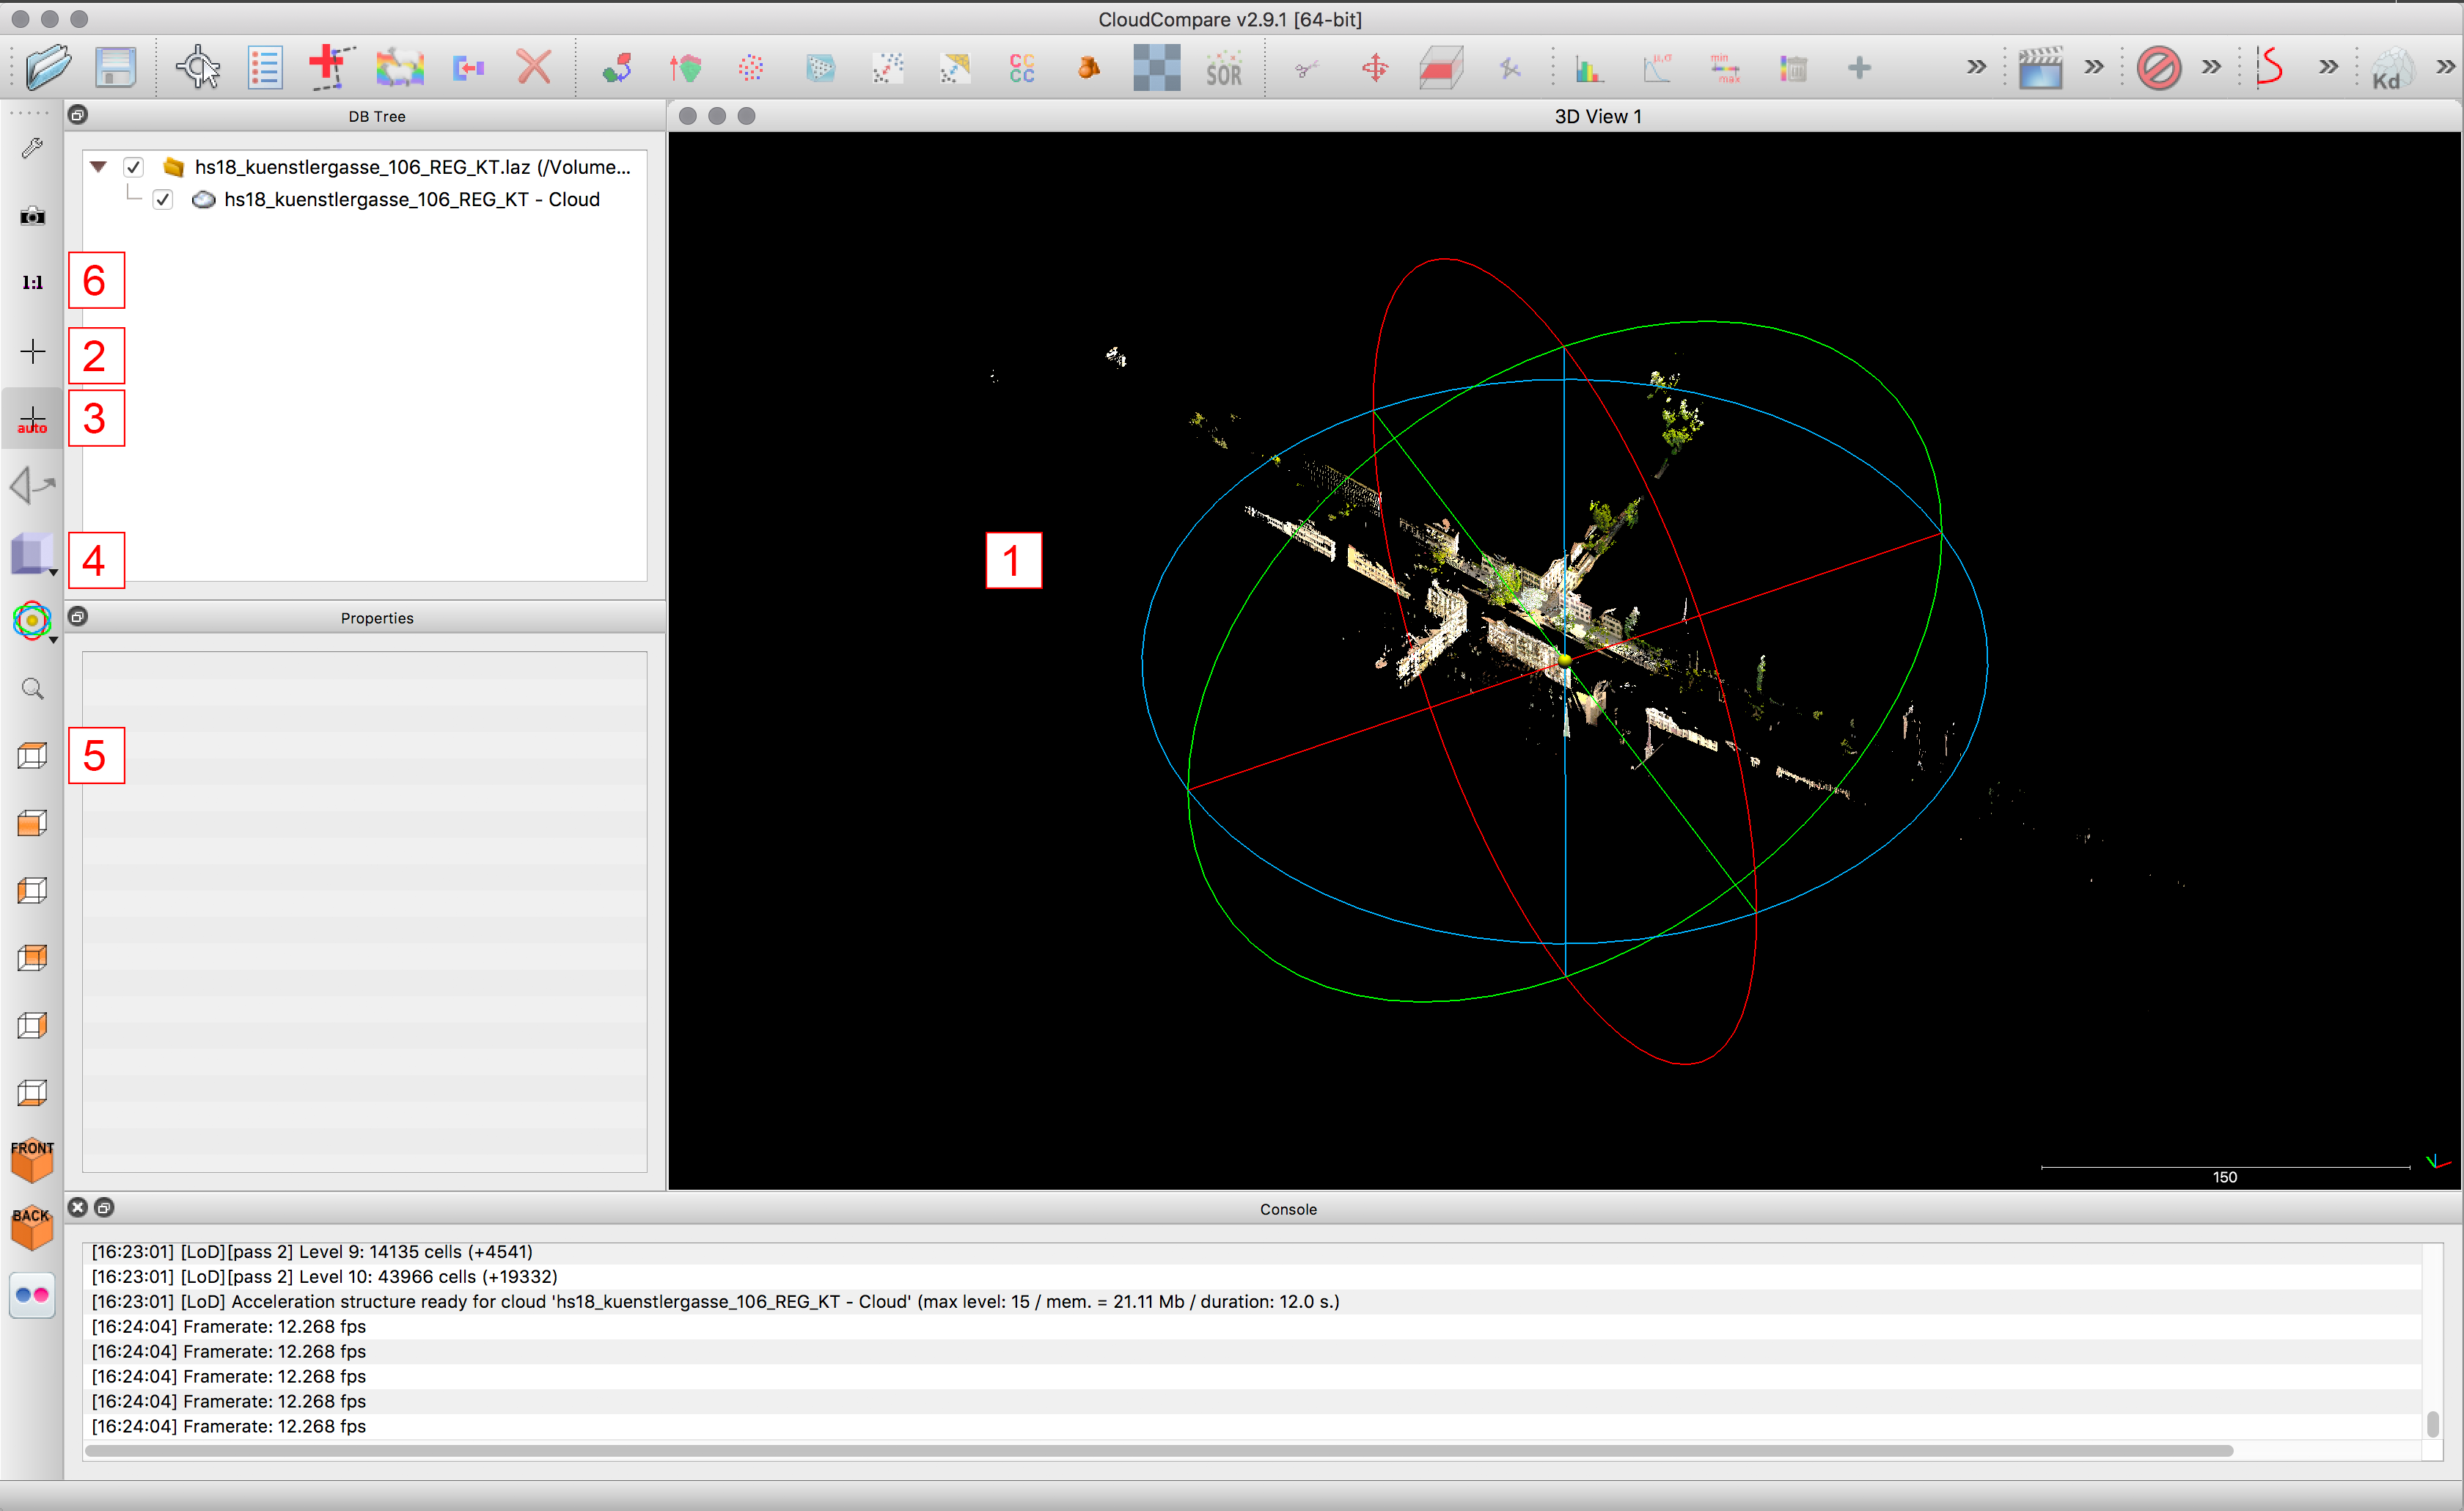 CloudCompare v2.9.1 [64-bit]
CC
CC
SOR
μ,σ
min
max
Kd
DB Tree
3D View 1
hs18_kuenstlergasse_106_REG_KT.laz (/Volume...
hs18_kuenstlergasse_106_REG_KT - Cloud
1:1
6
2
auto
3
4
1
Properties
5
FRONT
BACK
150
Console
[16:23:01] [LoD][pass 2] Level 9: 14135 cells (+4541)
[16:23:01] [LoD][pass 2] Level 10: 43966 cells (+19332)
[16:23:01] [LoD] Acceleration structure ready for cloud 'hs18_kuenstlergasse_106_REG_KT - Cloud' (max level: 15 / mem. = 21.11 Mb / duration: 12.0 s.)
[16:24:04] Framerate: 12.268 fps
[16:24:04] Framerate: 12.268 fps
[16:24:04] Framerate: 12.268 fps
[16:24:04] Framerate: 12.268 fps
[16:24:04] Framerate: 12.268 fps